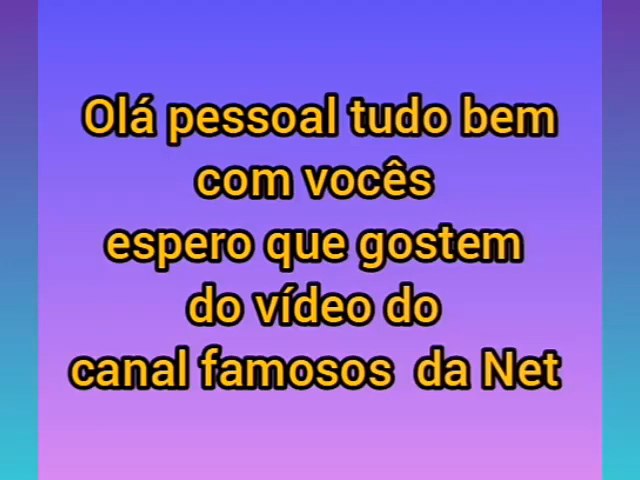 Olá pessoal tudo bem
com vocês
espero que gostem
do vídeo do
canal famosos da Net